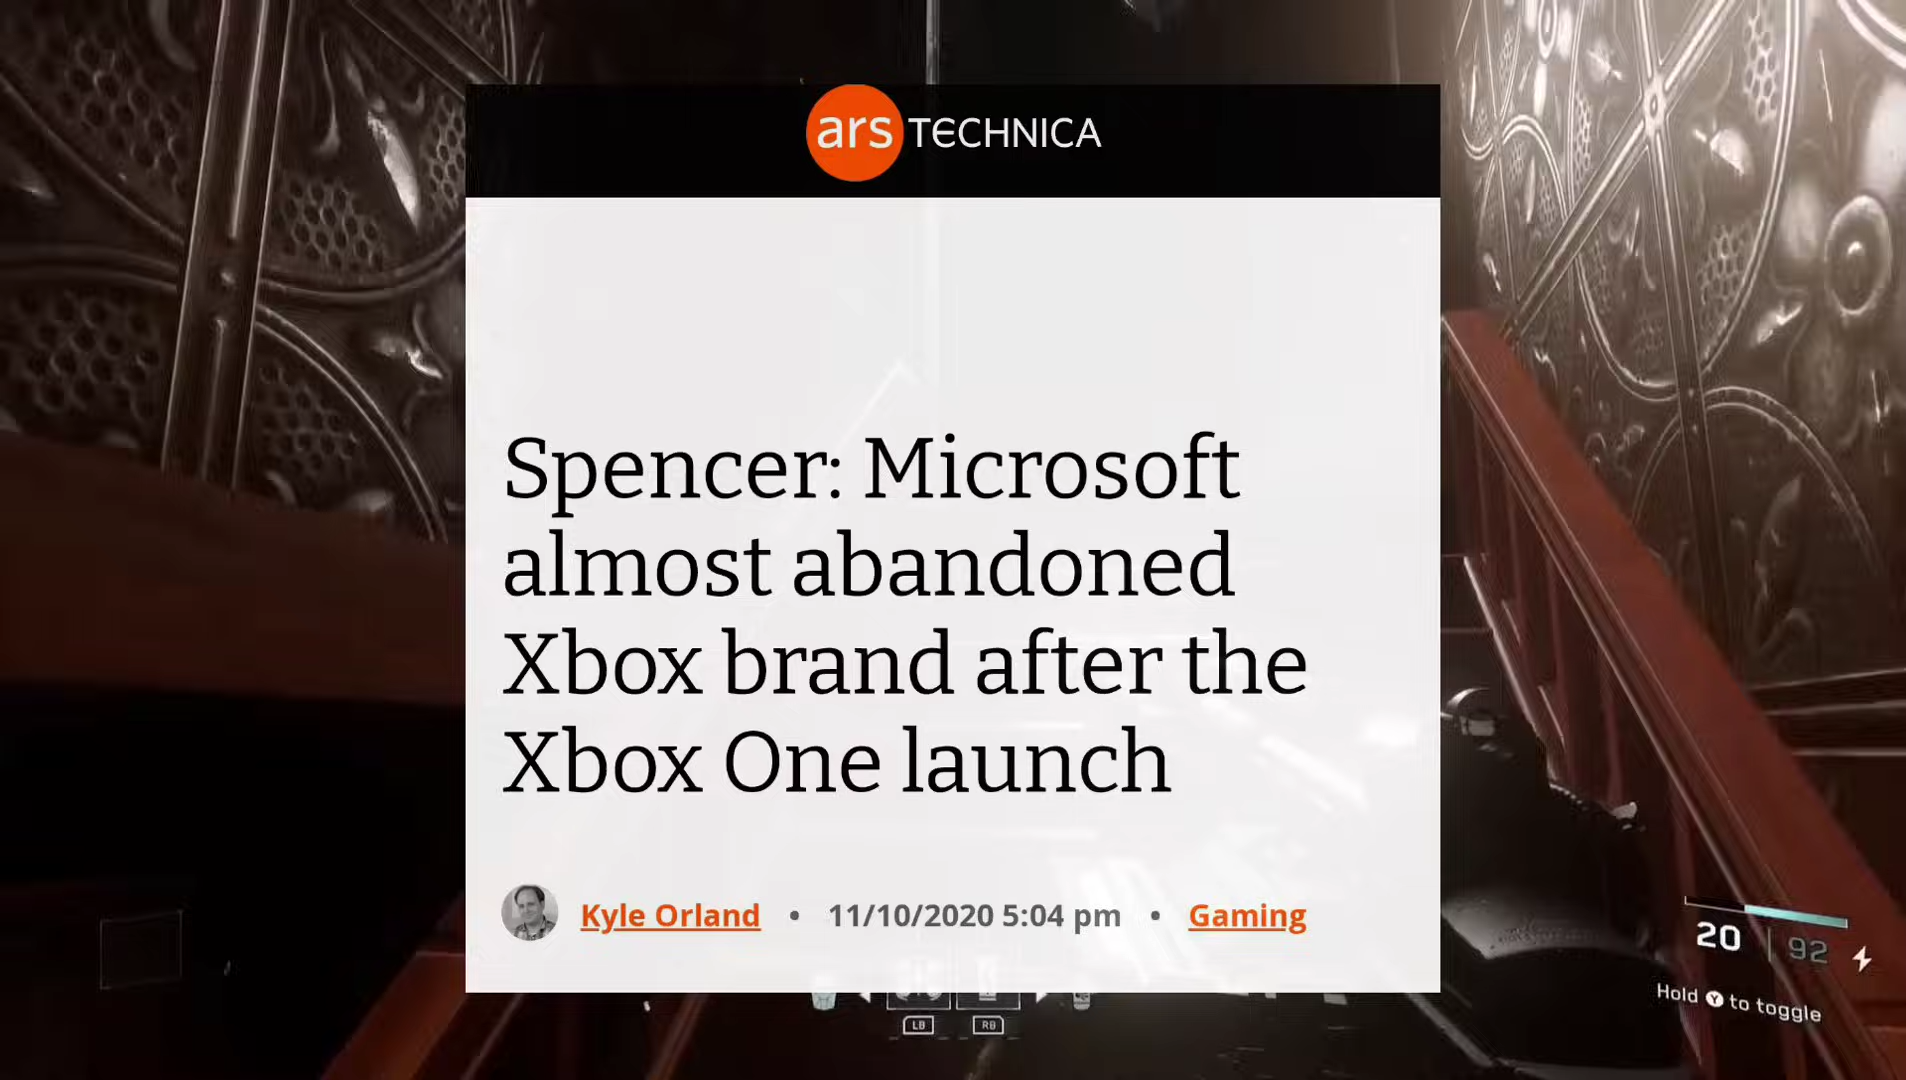 ars TECHNICA
Spencer: Microsoft
almost abandoned
Xbox brand after the
Xbox One launch
Kyle Orland • 11/10/2020 5:04 pm • Gaming
20 | 92
Hold Y to toggle
LB RB